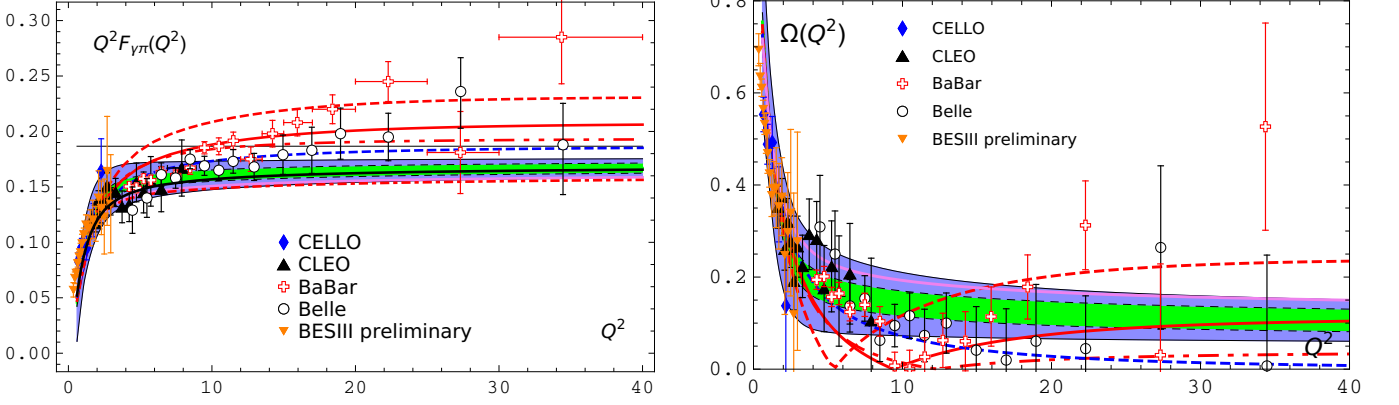 0.30
Q²F_γπ(Q²)
0.25
0.20
0.15
0.10
0.05
0.00
CELLO
CLEO
BaBar
Belle
BESIII preliminary
Q²
0 10 20 30 40
0.8
Ω(Q²)
0.6
0.4
0.2
0.0
CELLO
CLEO
BaBar
Belle
BESIII preliminary
Q²
0 10 20 30 40